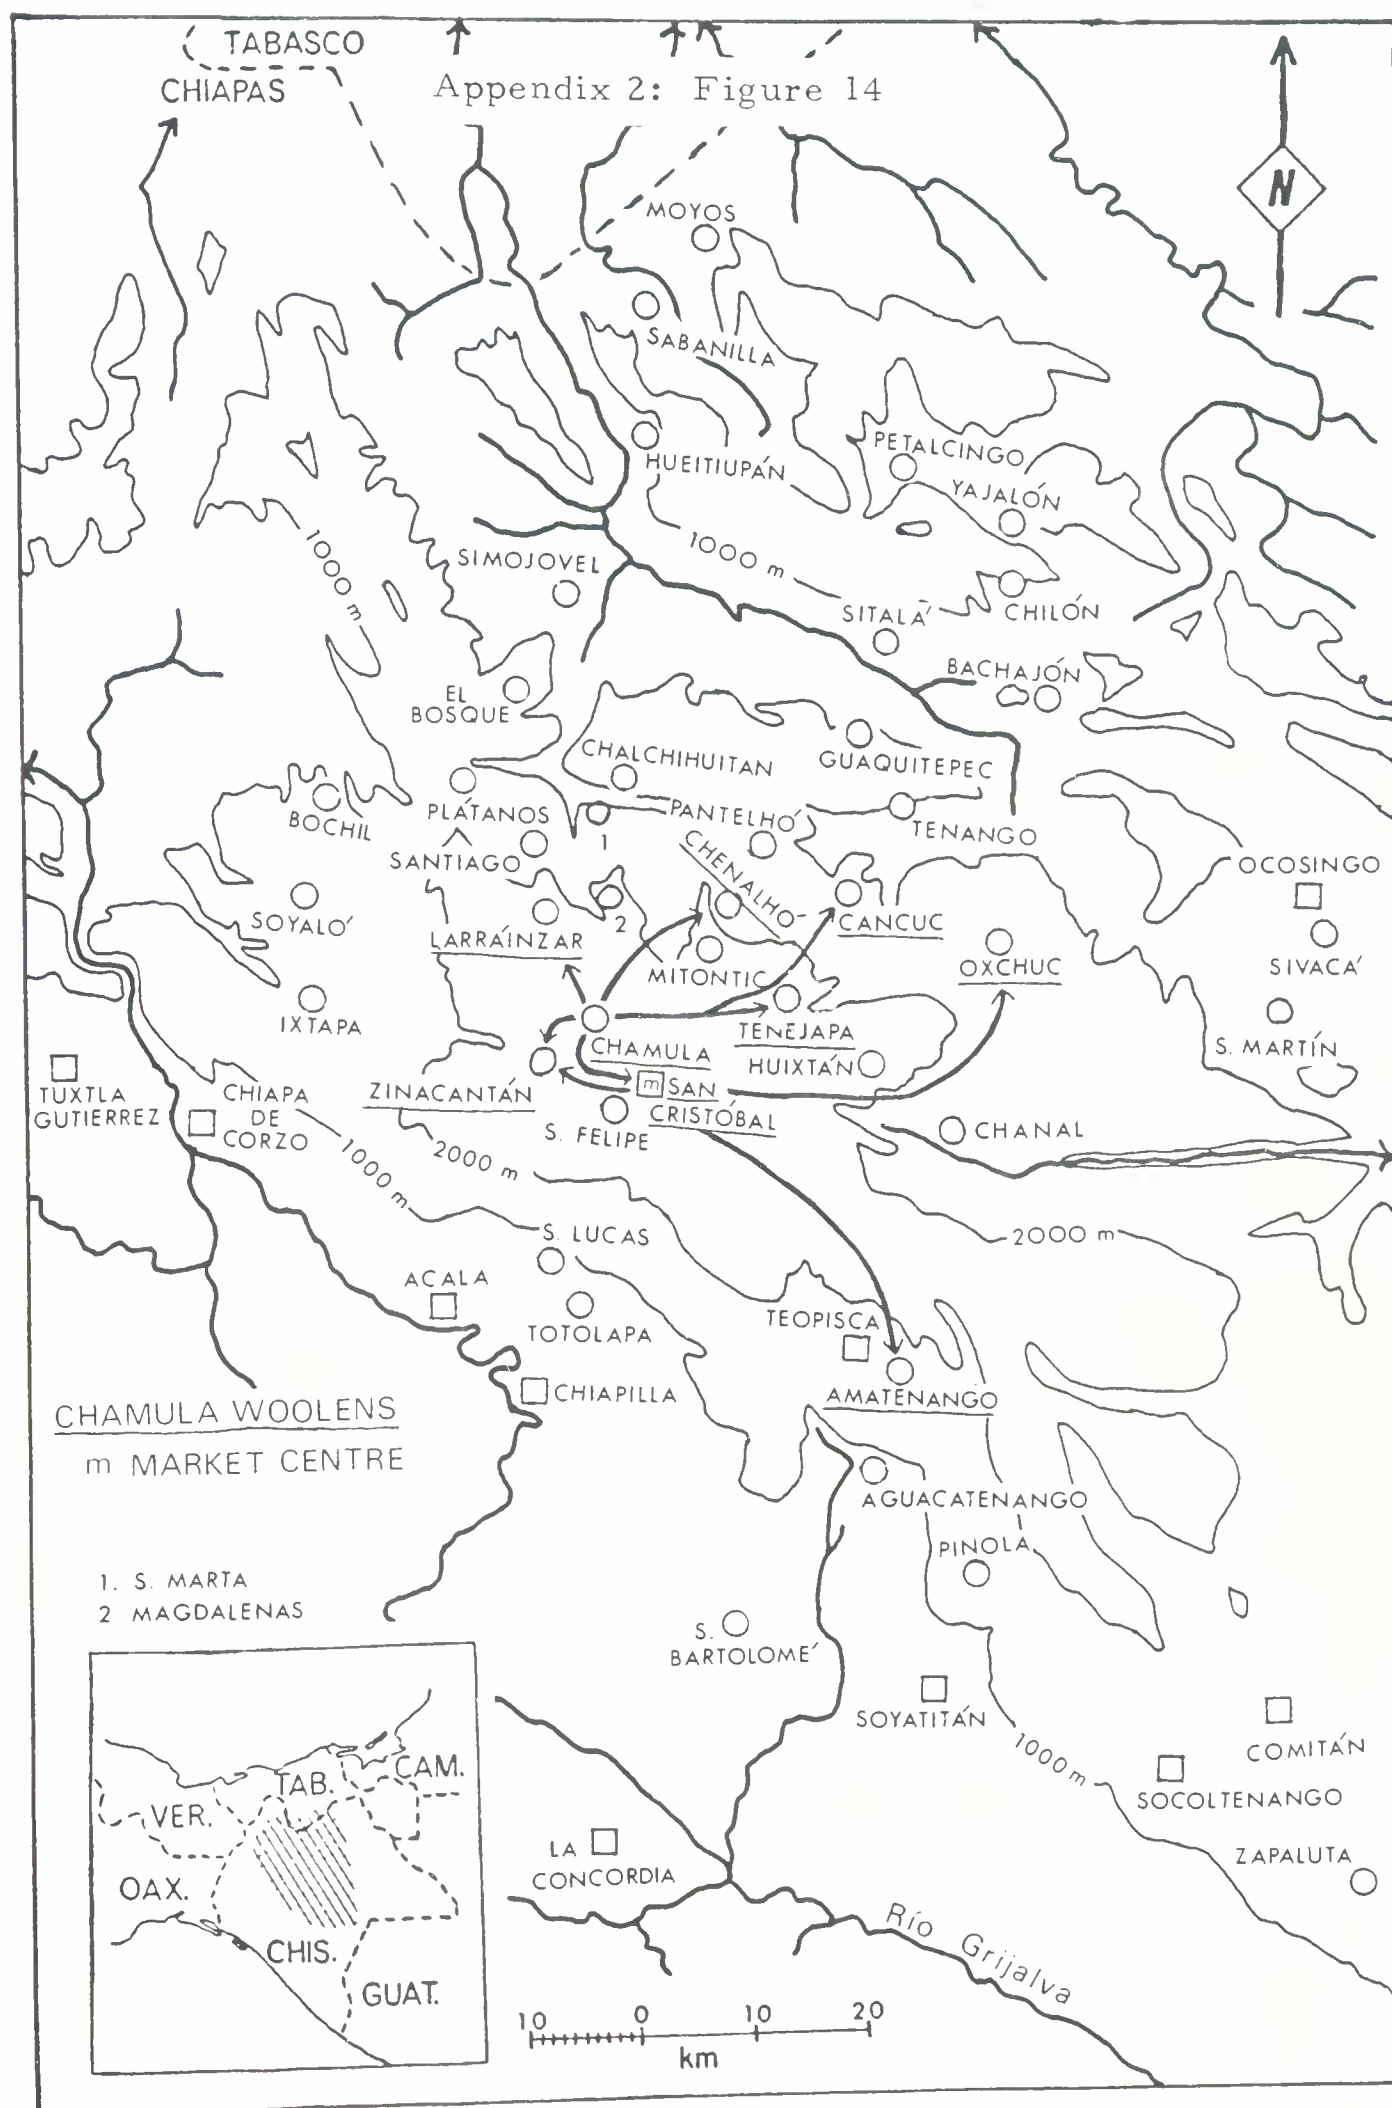 TABASCO
CHIAPAS
Appendix 2: Figure 14
N
MOYOS
SABANILLA
HUEITIUPÁN
PETALCINGO
YAJALÓN
1000 m
1000 m
SIMOJOVEL
CHILÓN
SITALÁ
BACHAJÓN
EL
BOSQUE
CHALCHIHUITAN
GUAQUITEPEC
PLÁTANOS
BOCHIL
PANTELHÓ
TENANGO
1
SANTIAGO
CHENALHÓ
OCOSINGO
SOYALÓ
2
LARRAÍNZAR
CANCUC
MITONTIC
OXCHUC
SIVACÁ
IXTAPA
TENEJAPA
CHAMULA
HUIXTÁN
S. MARTÍN
TUXTLA
GUTIERREZ
CHIAPA
DE
CORZO
ZINACANTÁN
m SAN
CRISTÓBAL
S. FELIPE
CHANAL
2000 m
1000 m
2000 m
S. LUCAS
ACALA
TOTOLAPA
TEOPISCA
CHIAPILLA
AMATENANGO
CHAMULA WOOLENS
m MARKET CENTRE
AGUACATENANGO
PINOLA
1. S. MARTA
2 MAGDALENAS
S.
BARTOLOMÉ
SOYATITÁN
1000 m
COMITÁN
SOCOLTENANGO
ZAPALUTA
CAM.
TAB.
VER.
OAX.
CHIS.
GUAT.
LA
CONCORDIA
Río Grijalva
10 0 10 20
km